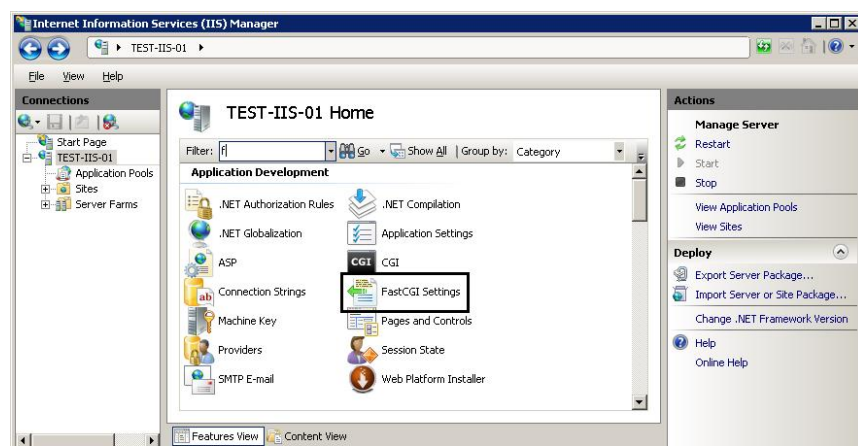 Internet Information Services (IIS) Manager
TEST-IIS-01
File View Help
Connections
Start Page
TEST-IIS-01
Application Pools
Sites
Server Farms
TEST-IIS-01 Home
Filter: f Go Show All Group by: Category
Application Development
.NET Authorization Rules .NET Compilation
.NET Globalization Application Settings
ASP CGI CGI
ab Connection Strings FastCGI Settings
Machine Key Pages and Controls
Providers Session State
SMTP E-mail Web Platform Installer
Features View Content View
Actions
Manage Server
Restart
Start
Stop
View Application Pools
View Sites
Deploy
Export Server Package...
Import Server or Site Package...
Change .NET Framework Version
Help
Online Help